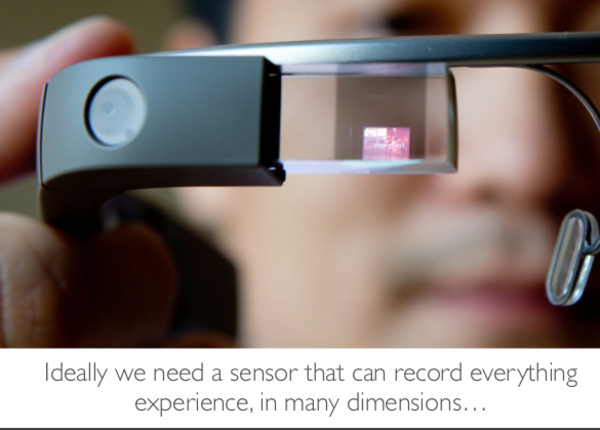 Ideally we need a sensor that can record everything
experience, in many dimensions…